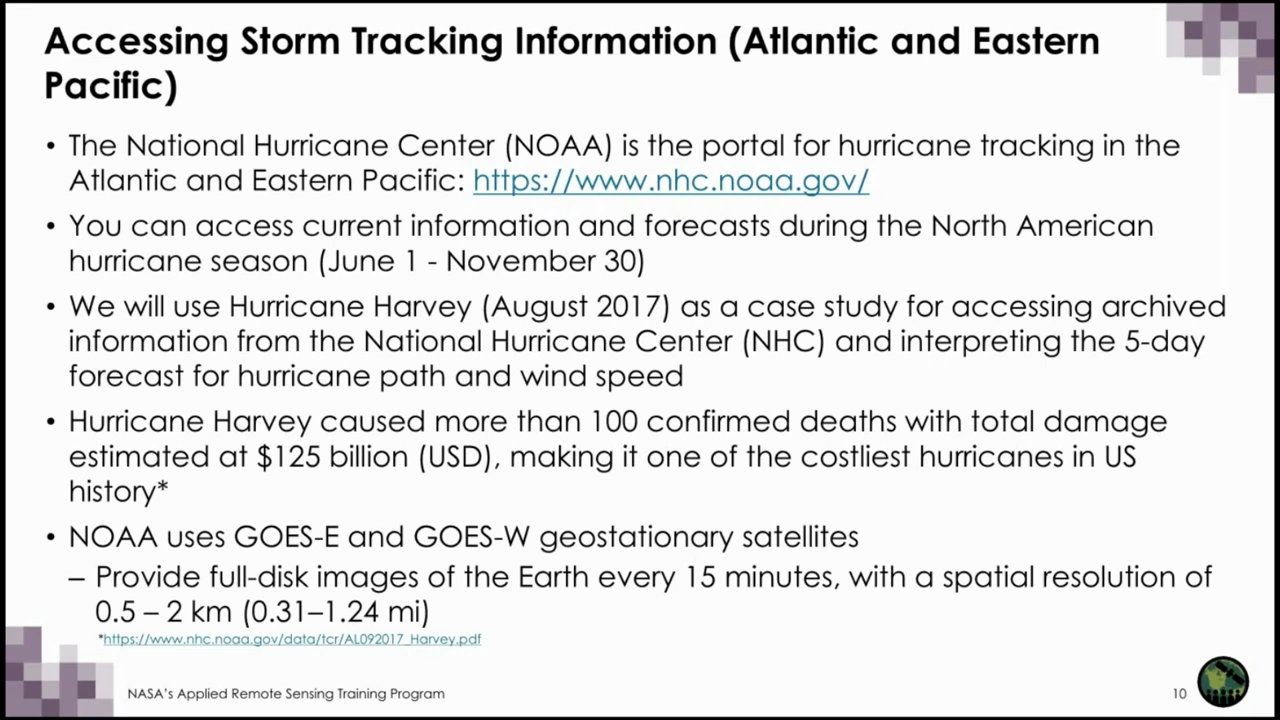 Accessing Storm Tracking Information (Atlantic and Eastern
Pacific)
• The National Hurricane Center (NOAA) is the portal for hurricane tracking in the
Atlantic and Eastern Pacific: https://www.nhc.noaa.gov/
• You can access current information and forecasts during the North American
hurricane season (June 1 - November 30)
• We will use Hurricane Harvey (August 2017) as a case study for accessing archived
information from the National Hurricane Center (NHC) and interpreting the 5-day
forecast for hurricane path and wind speed
• Hurricane Harvey caused more than 100 confirmed deaths with total damage
estimated at $125 billion (USD), making it one of the costliest hurricanes in US
history*
• NOAA uses GOES-E and GOES-W geostationary satellites
– Provide full-disk images of the Earth every 15 minutes, with a spatial resolution of
0.5 – 2 km (0.31–1.24 mi)
*https://www.nhc.noaa.gov/data/tcr/AL092017_Harvey.pdf
NASA's Applied Remote Sensing Training Program
10